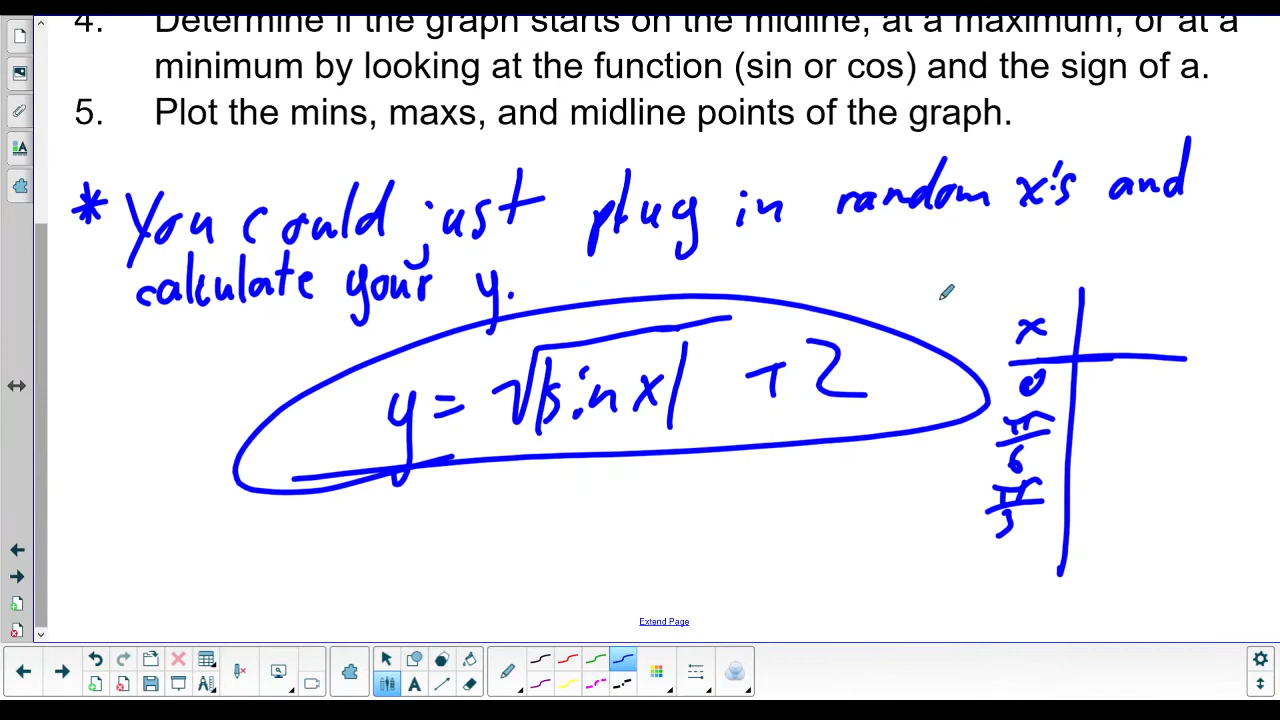 4. Determine if the graph starts on the midline, at a maximum, or at a
minimum by looking at the function (sin or cos) and the sign of a.
5. Plot the mins, maxs, and midline points of the graph.
* You could just plug in random x's and
calculate your y.
y = √|sin x| + 2
x
0
π/6
π/3
Extend Page